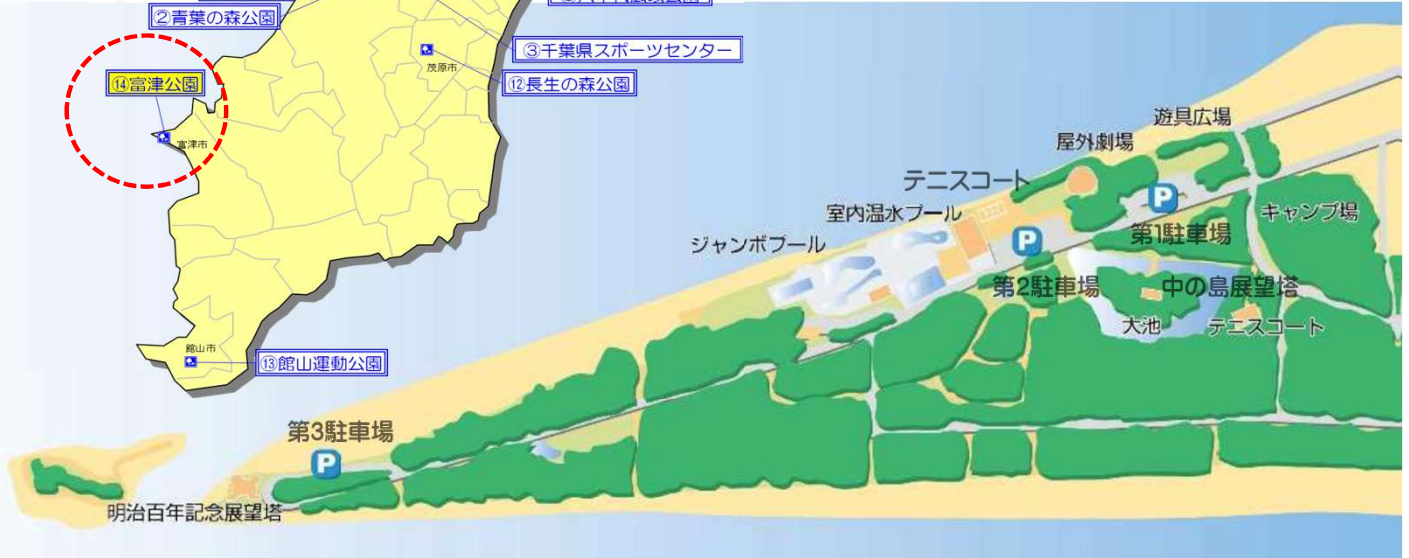 ②青葉の森公園
③千葉県スポーツセンター
茂原市
⑫長生の森公園
⑭富津公園
富津市
館山市
⑬館山運動公園
遊具広場
屋外劇場
テニスコート
P
キャンプ場
室内温水プール
第1駐車場
ジャンボプール
P
第2駐車場
中の島展望塔
大池
テニスコート
第3駐車場
P
明治百年記念展望塔